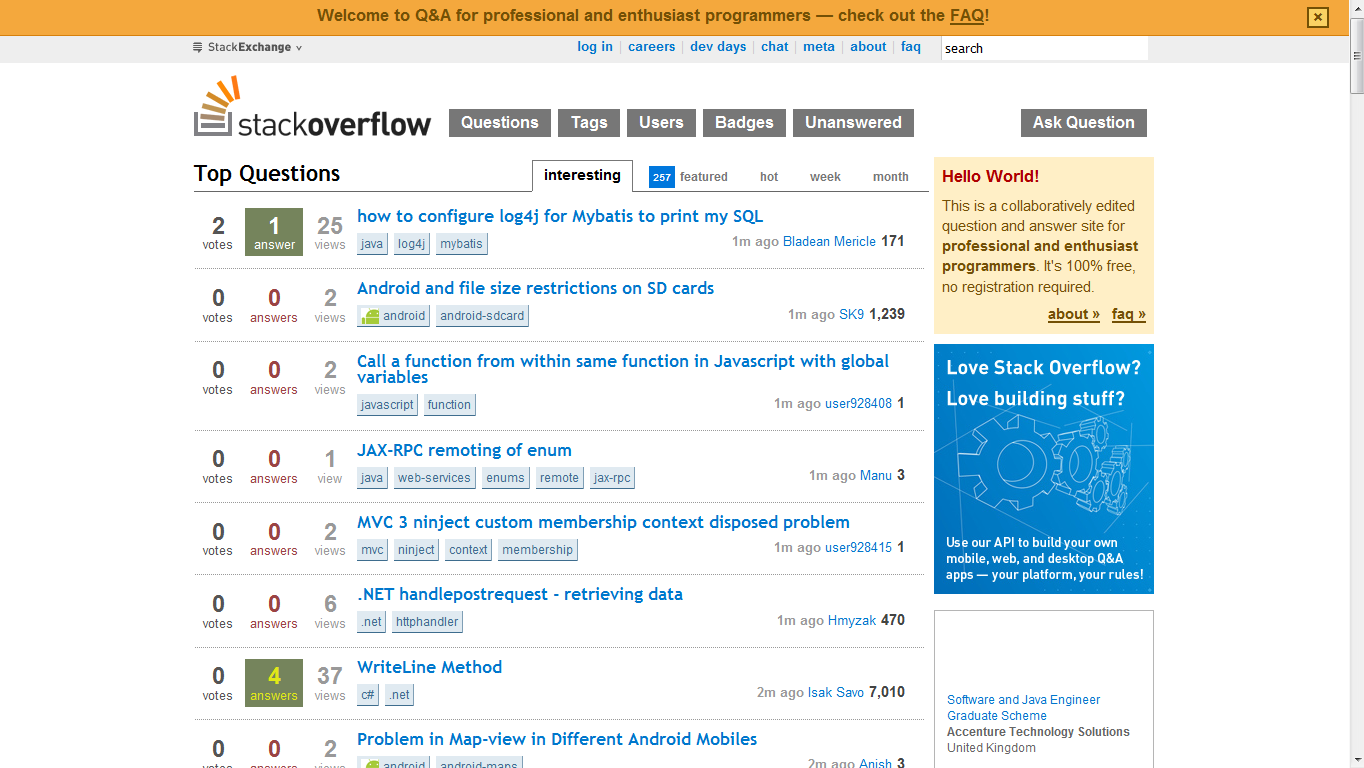 Welcome to Q&A for professional and enthusiast programmers — check out the FAQ!
StackExchange
log in | careers | dev days | chat | meta | about | faq
search
stackoverflow
Questions Tags Users Badges Unanswered Ask Question
Top Questions
interesting 257 featured hot week month
2 votes 1 answer 25 views
how to configure log4j for Mybatis to print my SQL
java log4j mybatis
1m ago Bladean Mericle 171
0 votes 0 answers 2 views
Android and file size restrictions on SD cards
android android-sdcard
1m ago SK9 1,239
0 votes 0 answers 2 views
Call a function from within same function in Javascript with global
variables
javascript function
1m ago user928408 1
0 votes 0 answers 1 view
JAX-RPC remoting of enum
java web-services enums remote jax-rpc
1m ago Manu 3
0 votes 0 answers 2 views
MVC 3 ninject custom membership context disposed problem
mvc ninject context membership
1m ago user928415 1
0 votes 0 answers 6 views
.NET handlepostrequest - retrieving data
.net httphandler
1m ago Hmyzak 470
0 votes 4 answers 37 views
WriteLine Method
c# .net
2m ago Isak Savo 7,010
0 votes 0 answers 2 views
Problem in Map-view in Different Android Mobiles
android android-maps
2m ago Anish 3
Hello World!
This is a collaboratively edited
question and answer site for
professional and enthusiast
programmers. It's 100% free,
no registration required.
about » faq »
Love Stack Overflow?
Love building stuff?
Use our API to build your own
mobile, web, and desktop Q&A
apps — your platform, your rules!
Software and Java Engineer
Graduate Scheme
Accenture Technology Solutions
United Kingdom